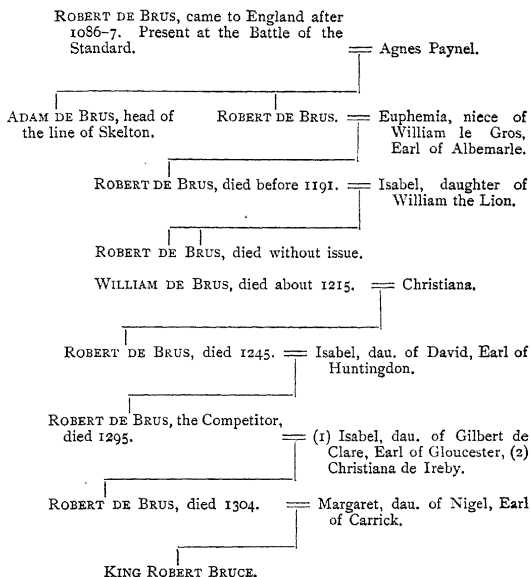 ROBERT DE BRUS, came to England after
1086-7. Present at the Battle of the
Standard.
Agnes Paynel.
ADAM DE BRUS, head of
the line of Skelton.
ROBERT DE BRUS.
Euphemia, niece of
William le Gros,
Earl of Albemarle.
ROBERT DE BRUS, died before 1191.
Isabel, daughter of
William the Lion.
ROBERT DE BRUS, died without issue.
WILLIAM DE BRUS, died about 1215.
Christiana.
ROBERT DE BRUS, died 1245.
Isabel, dau. of David, Earl of
Huntingdon.
ROBERT DE BRUS, the Competitor,
died 1295.
(1) Isabel, dau. of Gilbert de
Clare, Earl of Gloucester, (2)
Christiana de Ireby.
ROBERT DE BRUS, died 1304.
Margaret, dau. of Nigel, Earl
of Carrick.
KING ROBERT BRUCE.